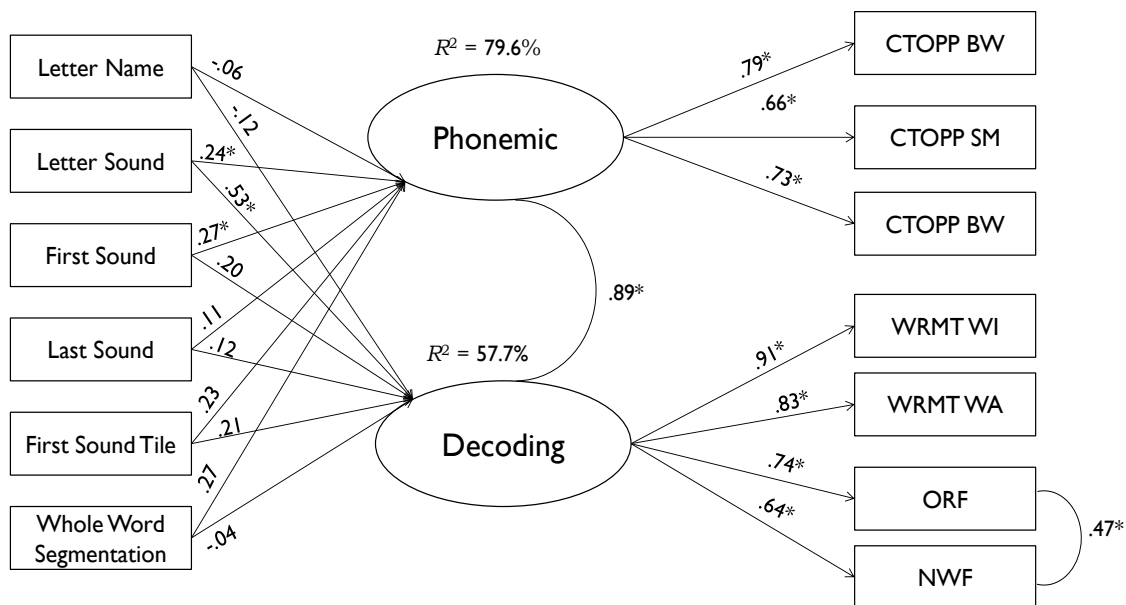 Letter Name
Letter Sound
First Sound
Last Sound
First Sound Tile
Whole Word
Segmentation
-.06
-.12
.24*
.53*
.27*
.20
.11
.12
.23
.21
.27
-.04
R² = 79.6%
Phonemic
.89*
R² = 57.7%
Decoding
.79*
.66*
.73*
.91*
.83*
.74*
.64*
CTOPP BW
CTOPP SM
CTOPP BW
WRMT WI
WRMT WA
ORF
NWF
.47*